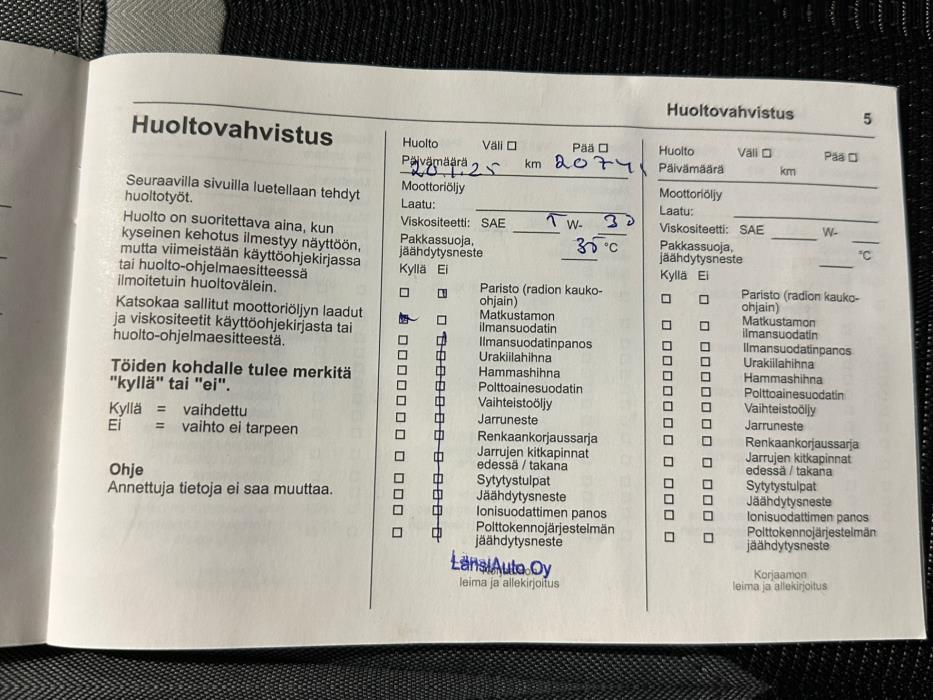 Huoltovahvistus 5
Huoltovahvistus
Seuraavilla sivuilla luetellaan tehdyt
huoltotyöt.
Huolto on suoritettava aina, kun
kyseinen kehotus ilmestyy näyttöön,
mutta viimeistään käyttöohjekirjassa
tai huolto-ohjelmaesitteessä
ilmoitetuin huoltovälein.
Katsokaa sallitut moottoriöljyn laadut
ja viskositeetit käyttöohjekirjasta tai
huolto-ohjelmaesitteestä.
Töiden kohdalle tulee merkitä
"kyllä" tai "ei".
Kyllä = vaihdettu
Ei = vaihto ei tarpeen
Ohje
Annettuja tietoja ei saa muuttaa.
Huolto Väli Pää
Päivämäärä 20.1.25 km
Moottoriöljy
Laatu:
Viskositeetti: SAE W- 30
Pakkassuoja,
jäähdytysneste 30 °C
Kyllä Ei
Paristo (radion kauko-
ohjain)
Matkustamon
ilmansuodatin
Ilmansuodatinpanos
Urakiilahihna
Hammashihna
Polttoainesuodatin
Vaihteistoöljy
Jarruneste
Renkaankorjaussarja
Jarrujen kitkapinnat
edessä / takana
Sytytystulpat
Jäähdytysneste
Ionisuodattimen panos
Polttokennojärjestelmän
jäähdytysneste
LänsiAuto Oy
leima ja allekirjoitus
Huolto Väli Pää
Päivämäärä km
Moottoriöljy
Laatu:
Viskositeetti: SAE W-
Pakkassuoja,
jäähdytysneste °C
Kyllä Ei
Paristo (radion kauko-
ohjain)
Matkustamon
ilmansuodatin
Ilmansuodatinpanos
Urakiilahihna
Hammashihna
Polttoainesuodatin
Vaihteistoöljy
Jarruneste
Renkaankorjaussarja
Jarrujen kitkapinnat
edessä / takana
Sytytystulpat
Jäähdytysneste
Ionisuodattimen panos
Polttokennojärjestelmän
jäähdytysneste
Korjaamon
leima ja allekirjoitus